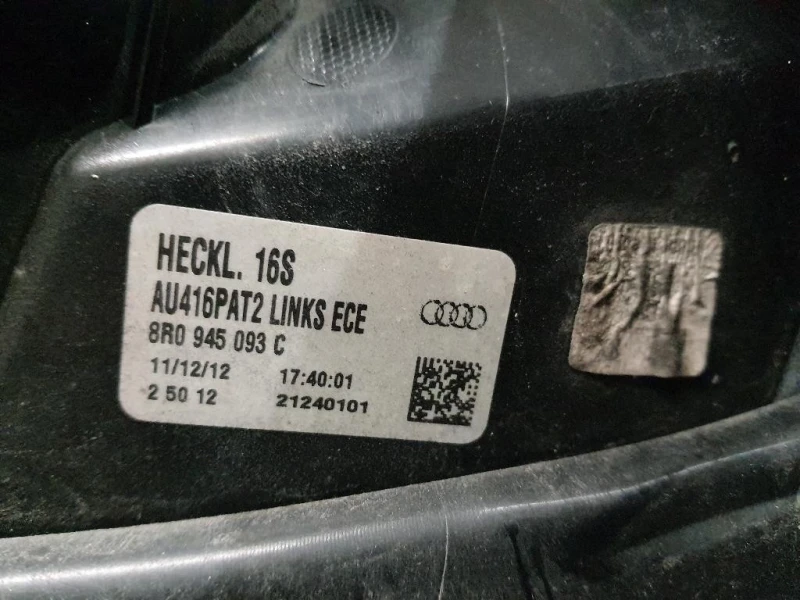 HECKL. 16S
AU416PAT2 LINKS ECE
8R0 945 093 C
11/12/12 17:40:01
2 50 12 21240101